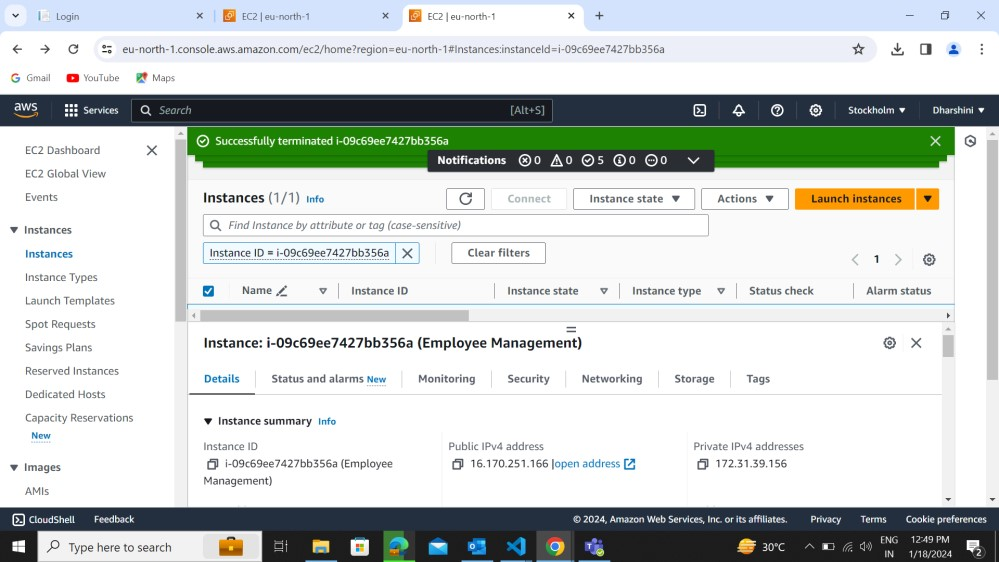 Login
EC2 | eu-north-1
EC2 | eu-north-1
eu-north-1.console.aws.amazon.com/ec2/home?region=eu-north-1#Instances:instanceId=i-09c69ee7427bb356a
Gmail YouTube Maps
aws Services Search [Alt+S] Stockholm Dharshini
EC2 Dashboard
EC2 Global View
Events
Instances
Instances
Instance Types
Launch Templates
Spot Requests
Savings Plans
Reserved Instances
Dedicated Hosts
Capacity Reservations
New
Images
AMIs
Successfully terminated i-09c69ee7427bb356a
Notifications 0 0 5 0 0
Instances (1/1) Info Connect Instance state Actions Launch instances
Find Instance by attribute or tag (case-sensitive)
Instance ID = i-09c69ee7427bb356a Clear filters 1
Name Instance ID Instance state Instance type Status check Alarm status
Instance: i-09c69ee7427bb356a (Employee Management)
Details Status and alarms New Monitoring Security Networking Storage Tags
Instance summary Info
Instance ID
i-09c69ee7427bb356a (Employee
Management)
Public IPv4 address
16.170.251.166 |open address
Private IPv4 addresses
172.31.39.156
CloudShell Feedback © 2024, Amazon Web Services, Inc. or its affiliates. Privacy Terms Cookie preferences
Type here to search
30°C
ENG
IN
12:49 PM
1/18/2024
2